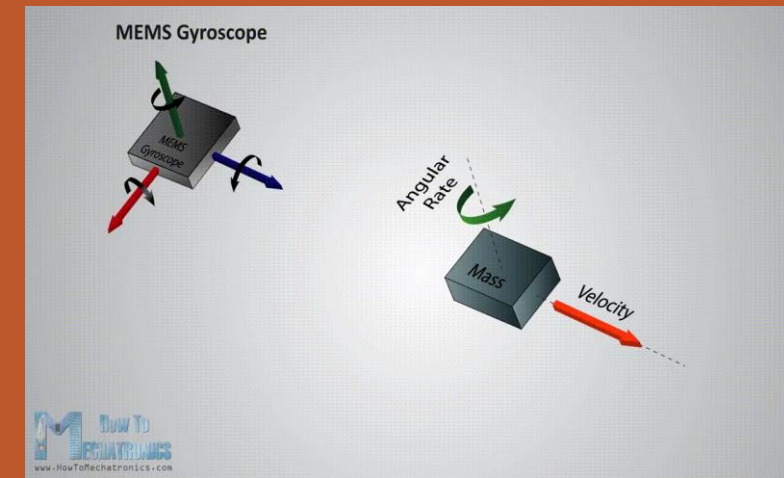 MEMS Gyroscope
MEMS
Gyroscope
Angular
Rate
Mass
Velocity
How To
MECHATRONICS
www.HowToMechatronics.com